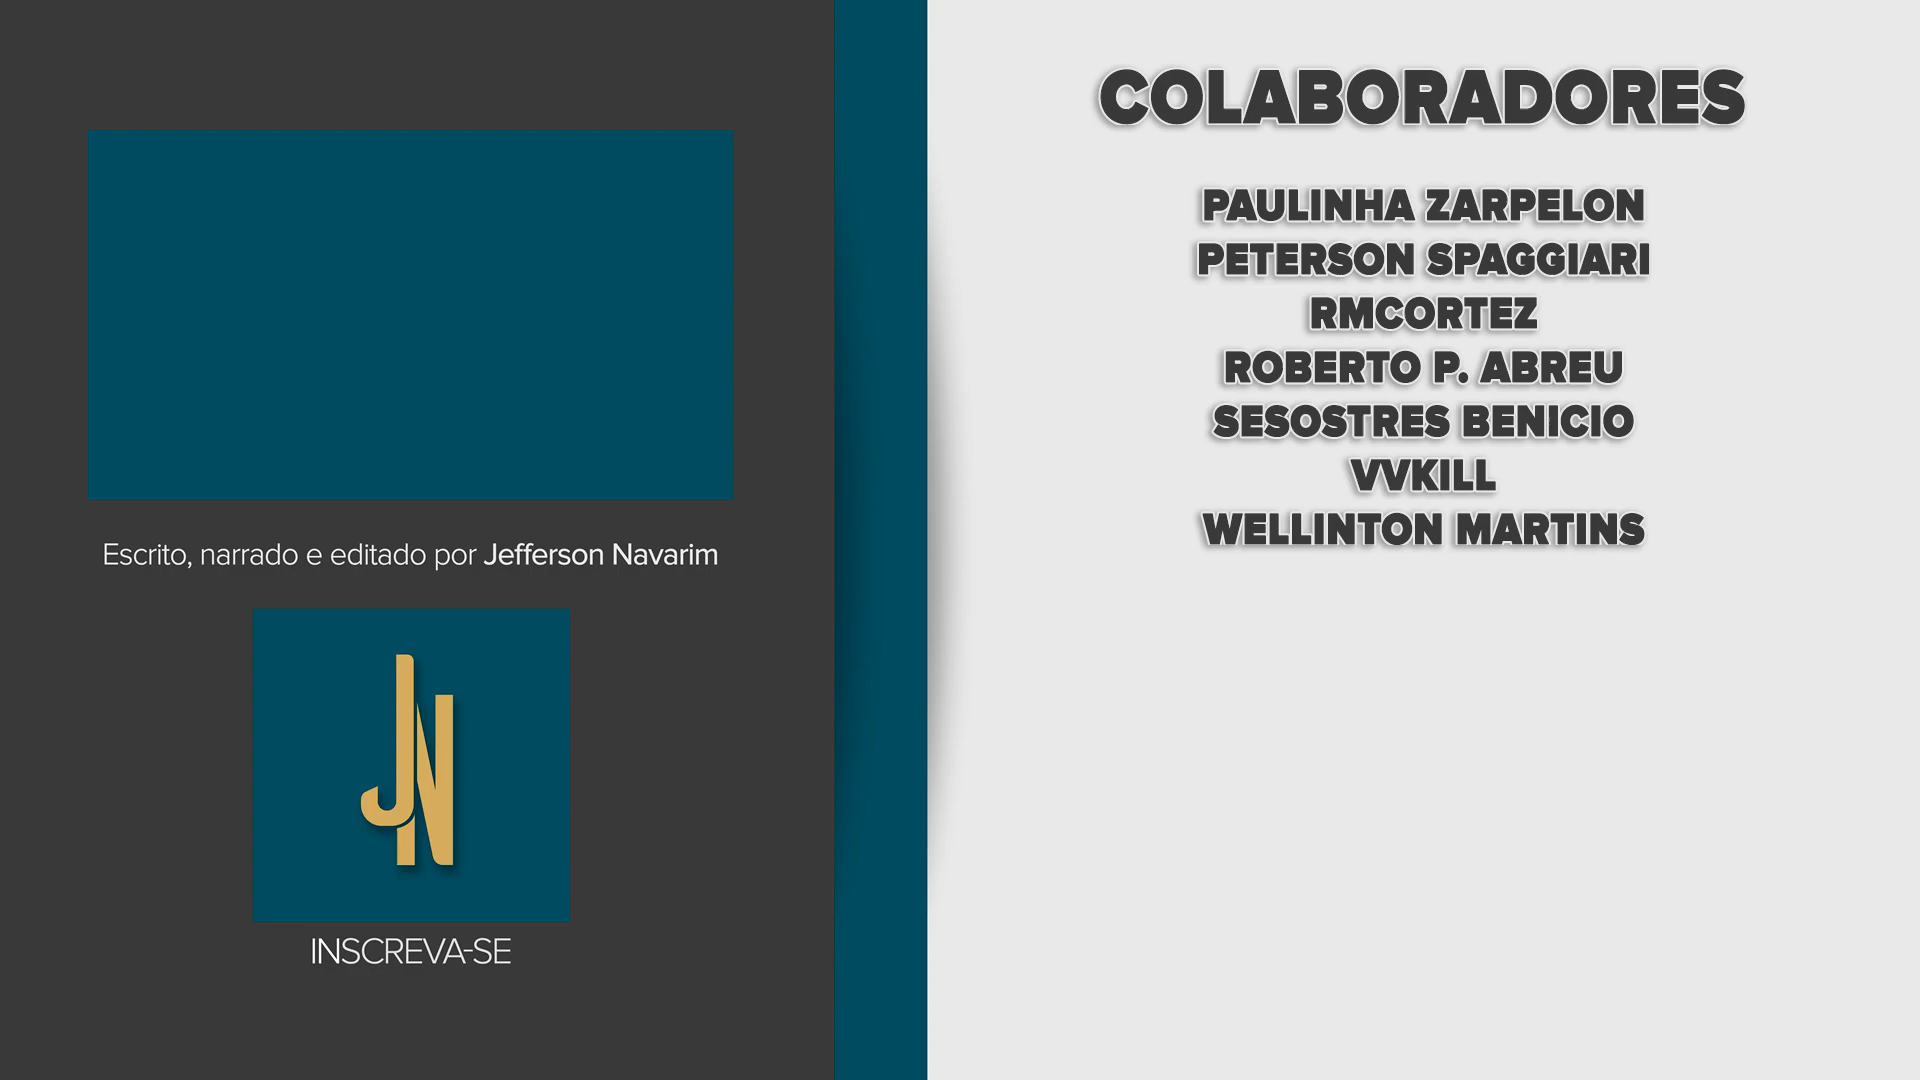 Escrito, narrado e editado por Jefferson Navarim
JN
INSCREVA-SE
COLABORADORES
PAULINHA ZARPELON
PETERSON SPAGGIARI
RMCORTEZ
ROBERTO P. ABREU
SESOSTRES BENICIO
VVKILL
WELLINTON MARTINS